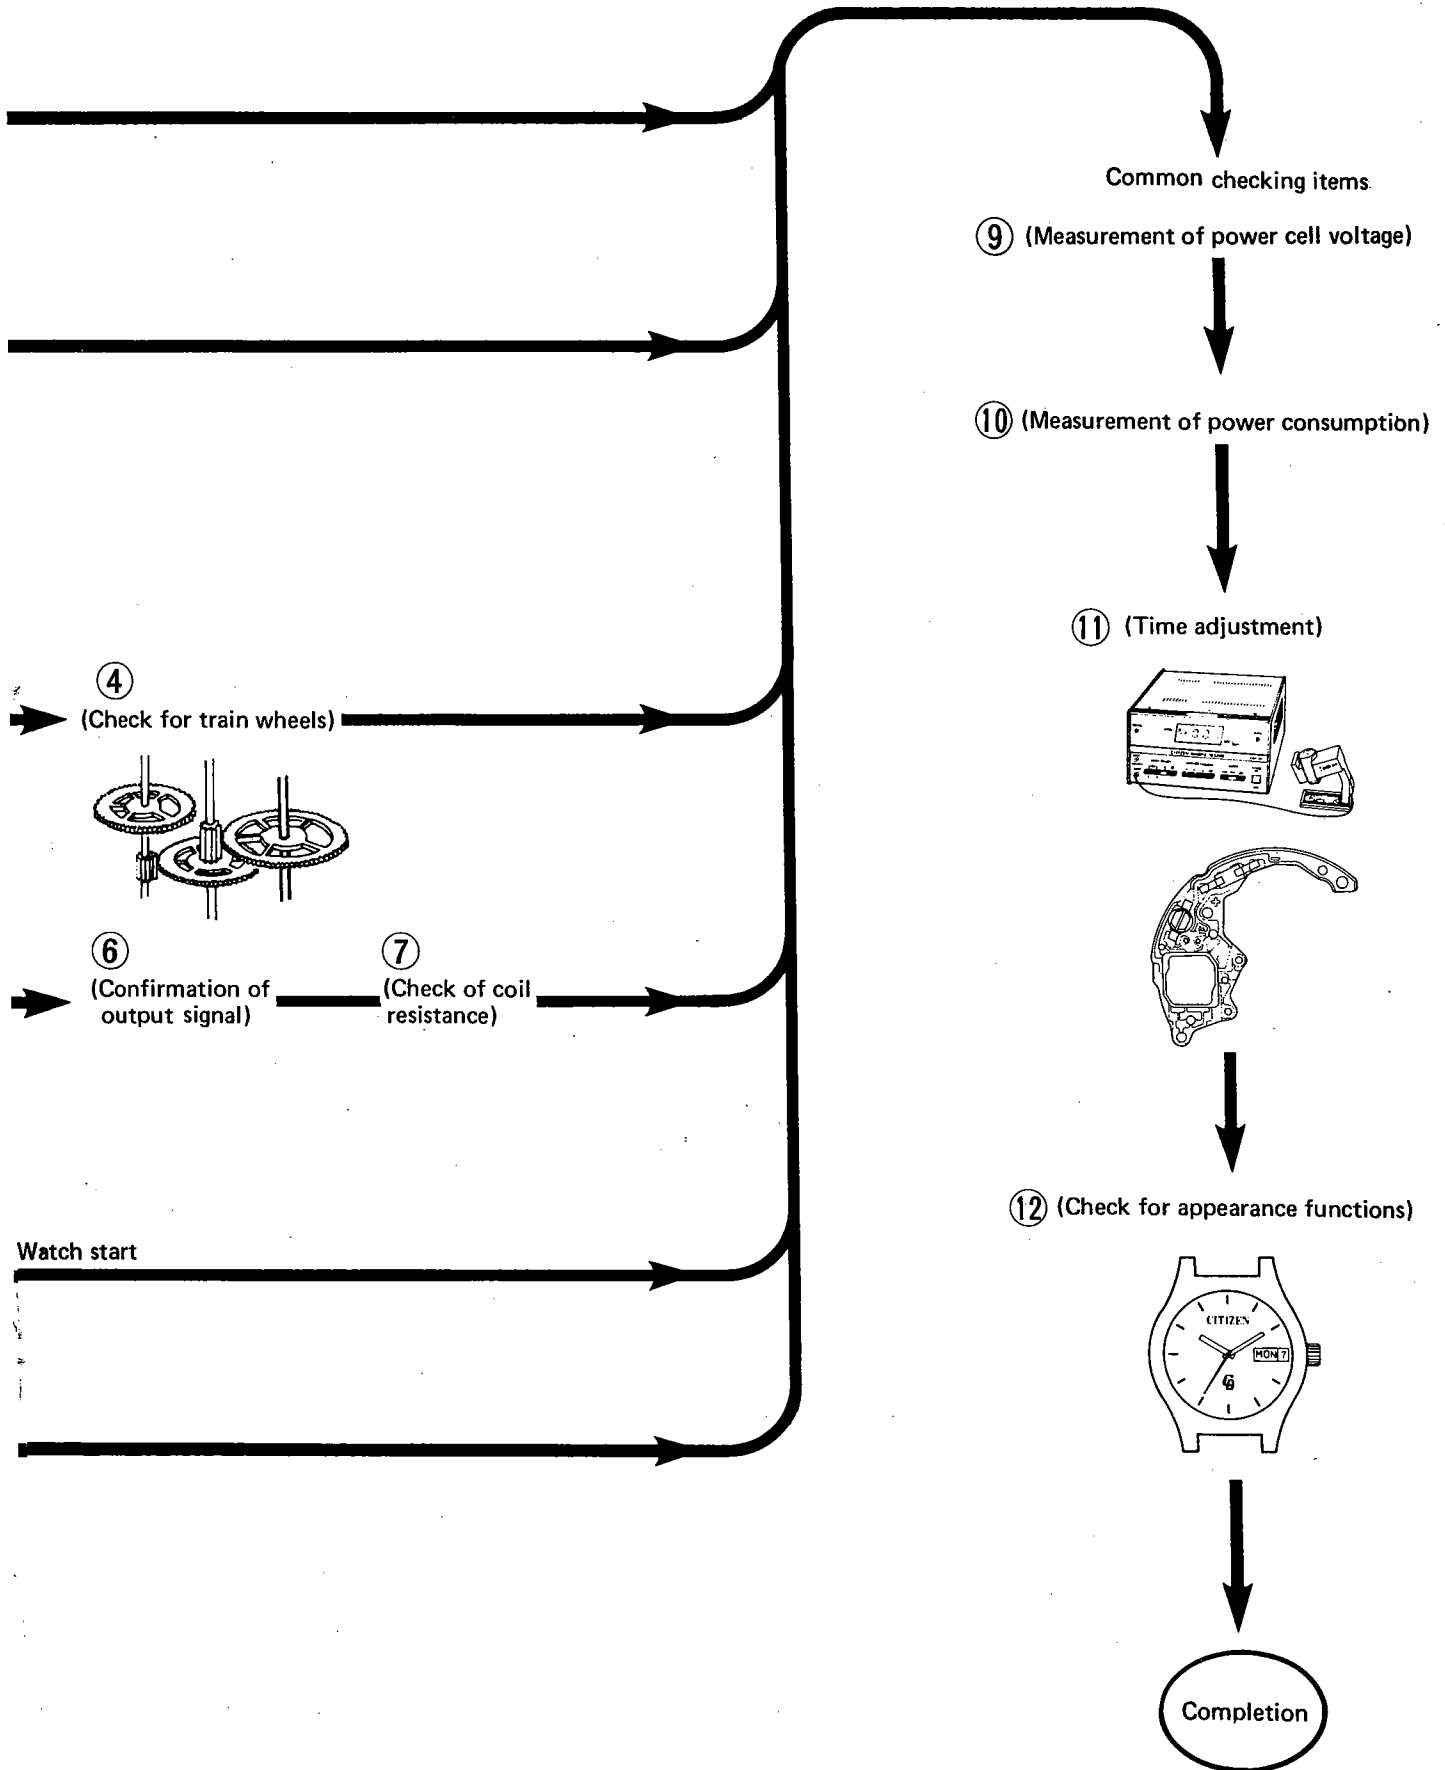 Common checking items
⑨ (Measurement of power cell voltage)
⑩ (Measurement of power consumption)
⑪ (Time adjustment)
④
(Check for train wheels)
⑥
(Confirmation of
output signal)
⑦
(Check of coil
resistance)
⑫ (Check for appearance functions)
Watch start
CITIZEN
MON 7
Completion